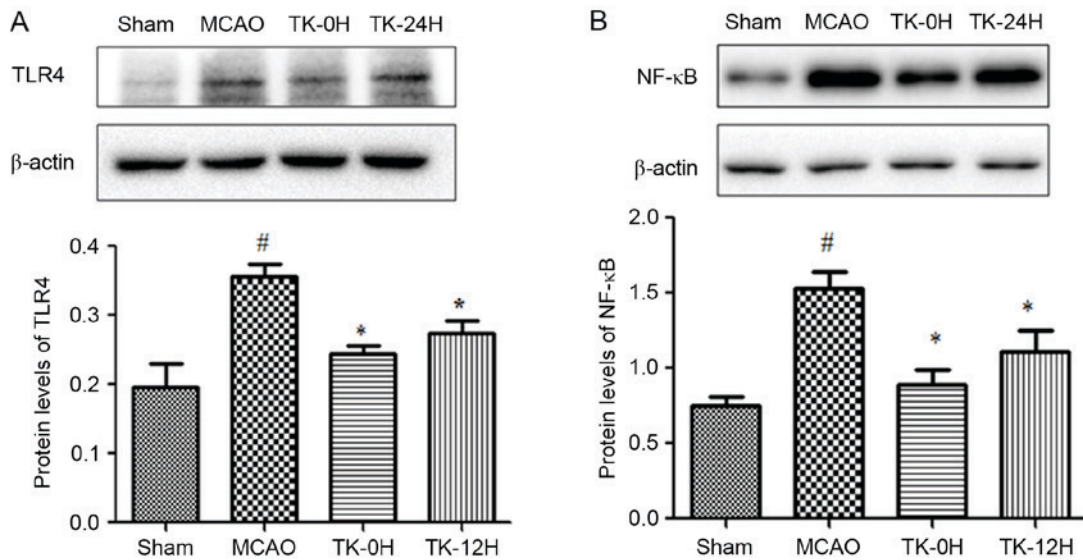 A
Sham MCAO TK-0H TK-24H
TLR4
β-actin
Protein levels of TLR4
0.4
0.3
0.2
0.0
#
*
*
Sham MCAO TK-0H TK-12H
B
Sham MCAO TK-0H TK-24H
NF-κB
β-actin
Protein levels of NF-κB
2.0
1.5
1.0
0.5
0.0
#
*
*
Sham MCAO TK-0H TK-12H